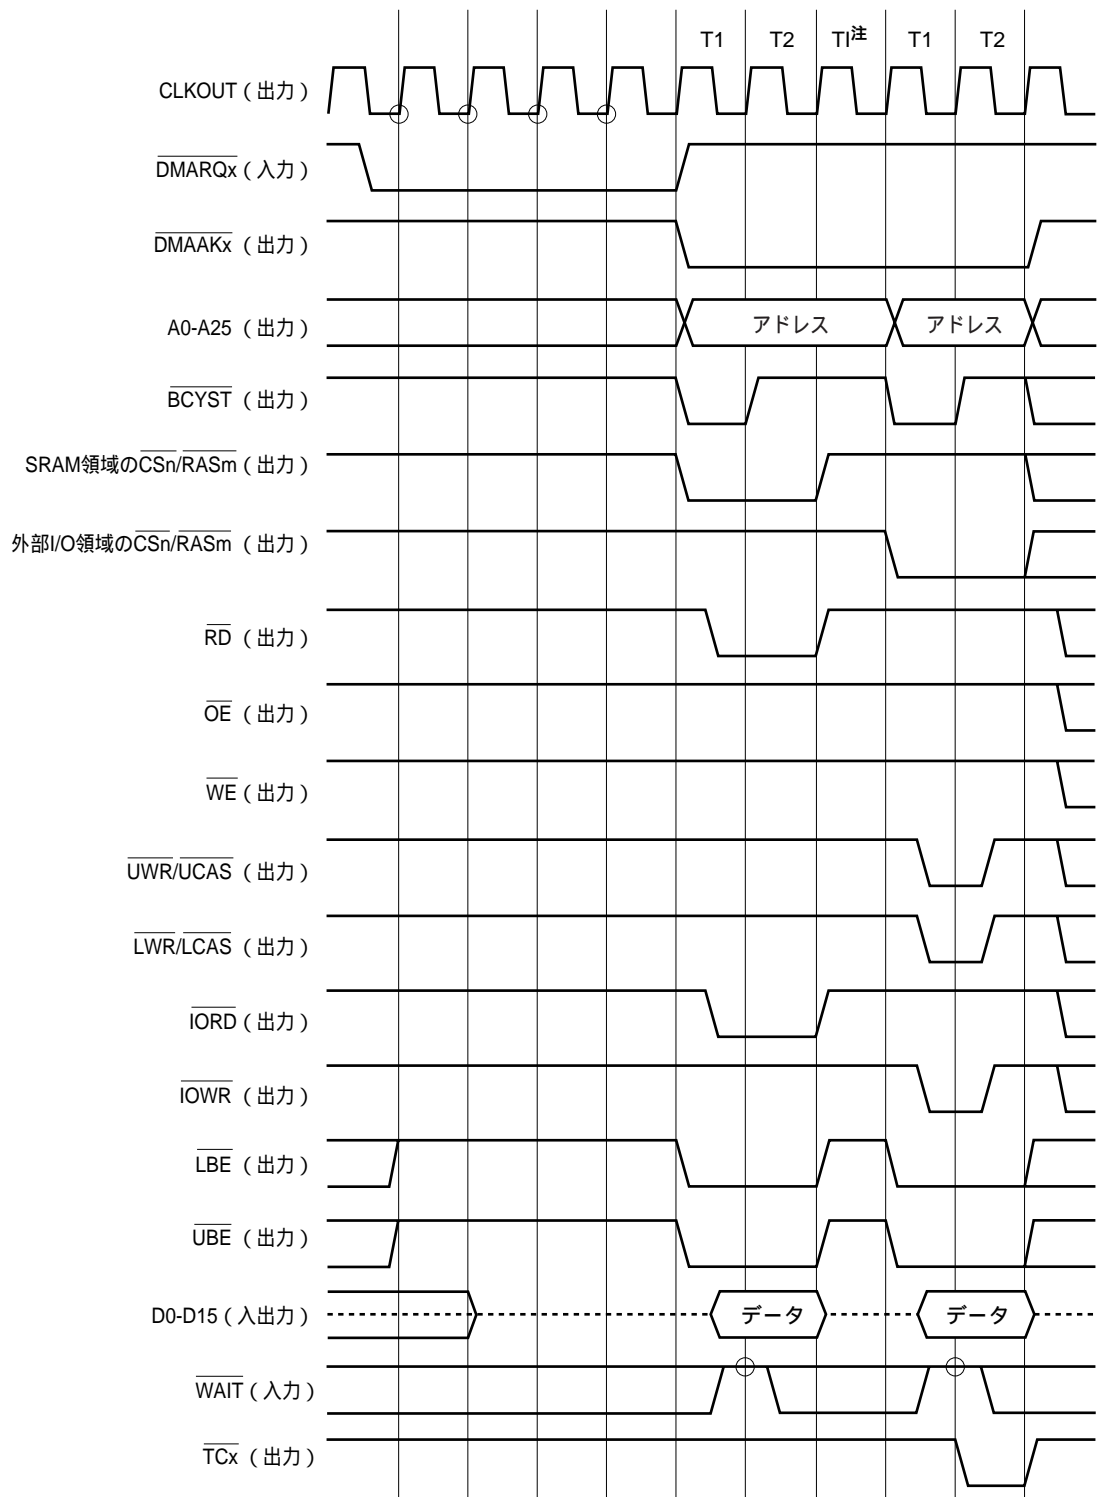 T1 T2 TI注 T1 T2
CLKOUT（出力）
DMARQx（入力）
DMAAKx（出力）
A0-A25（出力） アドレス アドレス
BCYST（出力）
SRAM領域のCSn/RASm（出力）
外部I/O領域のCSn/RASm（出力）
RD（出力）
OE（出力）
WE（出力）
UWR/UCAS（出力）
LWR/LCAS（出力）
IORD（出力）
IOWR（出力）
LBE（出力）
UBE（出力）
D0-D15（入出力） データ データ
WAIT（入力）
TCx（出力）